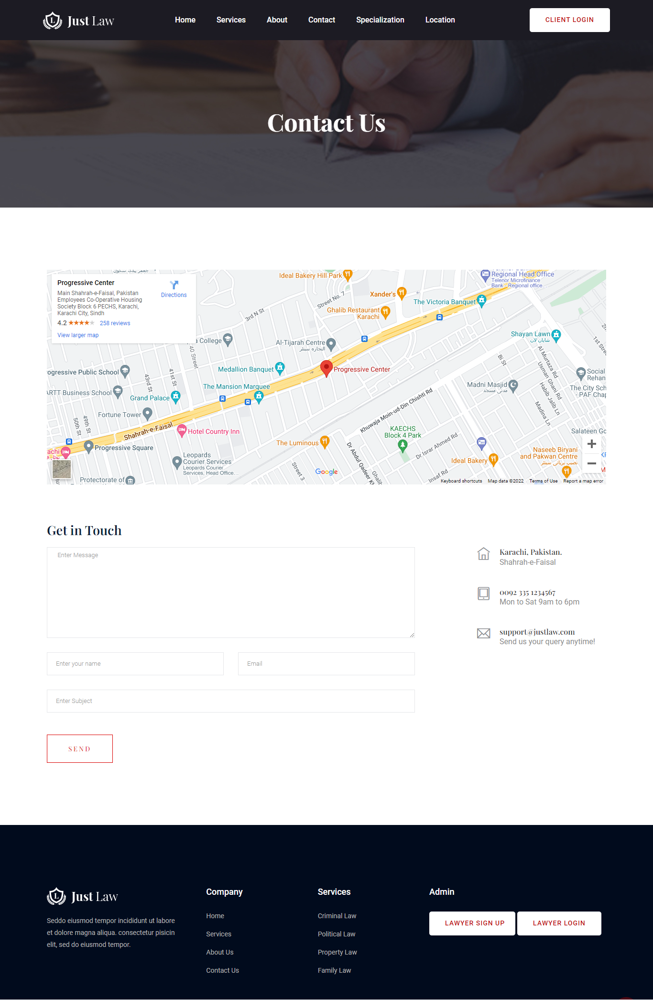 Just Law
Home
Services
About
Contact
Specialization
Location
CLIENT LOGIN
Contact Us
Progressive Center
Main Shahrah-e-Faisal, Pakistan
Employees Co-Operative Housing
Society Block 6 PECHS, Karachi,
Karachi City, Sindh
4.2
258 reviews
View larger map
Directions
Ideal Bakery Hill Park
Regional Head Office
Telenor Microfinance
Bank - Regional office...
Xander's
Street No. 7
The Victoria Banquet
Ghalib Restaurant
Karachi
3rd N St
Shayan Lawn
شایان لان
College
Al-Tijarah Centre
التجارہ سینٹر
40 Street
1st Street
Al Murtaza Rd
Bi St
Usman Ghani Rd
Medallion Banquet
Progressive Center
ogressive Public School
41st St
43rd St
Social
Rehan
The Mansion Marquee
Madni Masjid
مدنی مسجد
Habib Jalib Ln
The City Sch
- PAF Chap
ARTT Business School
Grand Palace
Khuwaja Moin-ud-Din Chishti Rd
Madina Ln
Fortune Tower
49th St
50th St
Shahrah-e-Faisal
Hotel Country Inn
KAECHS
Block 4 Park
Salateen Go
The Luminous
Dr Israr Ahmed Rd
Progressive Square
Dr Abdul Qadeer Kh
Naseeb Biryani
and Pakwan Centre
نصیب بریانی سینٹر
achi
Leopards
Courier Services
Leopards Courier
Services, Head Office...
Ideal Bakery
Street 3
Ghalib
Insaf Rd
Google
Protectorate of
Keyboard shortcuts
Map data ©2022
Terms of Use
Report a map error
Get in Touch
Enter Message
Enter your name
Email
Enter Subject
SEND
Karachi, Pakistan.
Shahrah-e-Faisal
0092 335 1234567
Mon to Sat 9am to 6pm
support@justlaw.com
Send us your query anytime!
Just Law
Seddo eiusmod tempor incididunt ut labore
et dolore magna aliqua. consectetur pisicin
elit, sed do eiusmod tempor.
Company
Home
Services
About Us
Contact Us
Services
Criminal Law
Political Law
Property Law
Family Law
Admin
LAWYER SIGN UP
LAWYER LOGIN